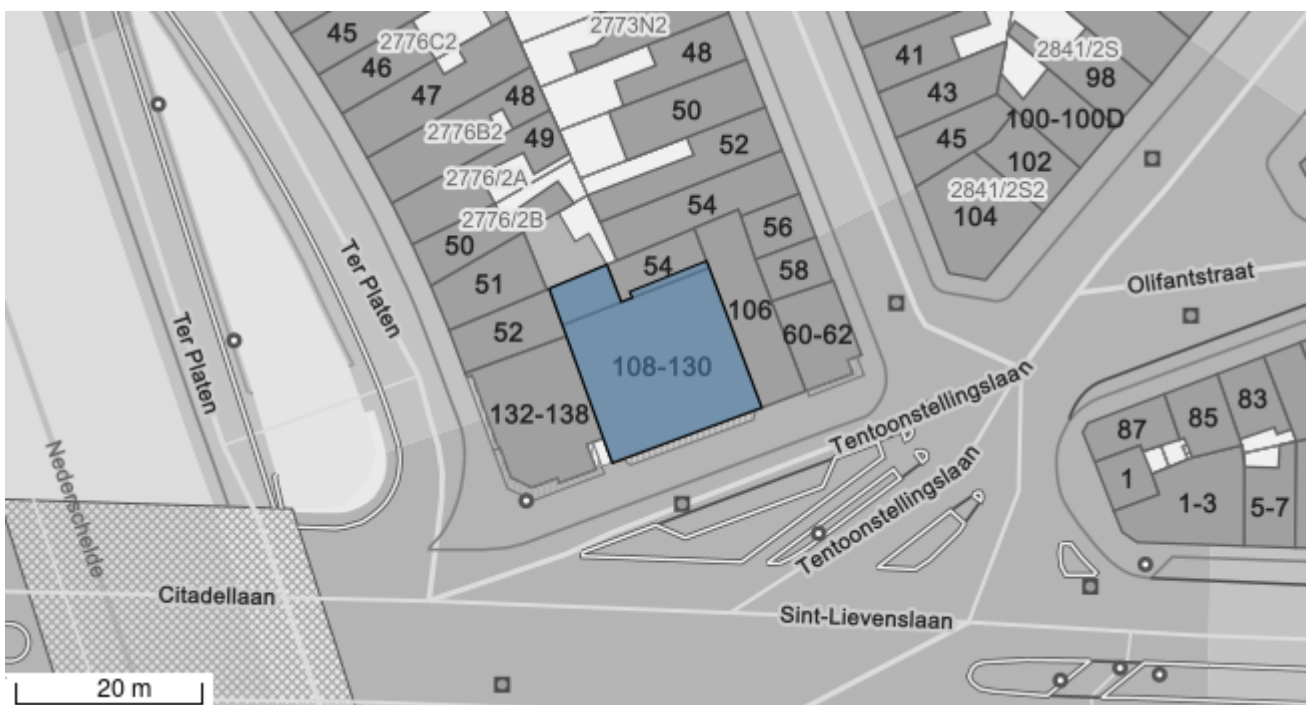 45
2776C2
2773N2
46
48
41
2841/2S
98
47
48
43
50
100-100D
2776B2
49
45
52
102
2776/2A
2841/2S2
54
104
2776/2B
56
50
Ter Platen
54
58
51
Olifantstraat
106
52
60-62
Ter Platen
108-130
Tentoonstellingslaan
132-138
83
85
87
Nederschelde
Tentoonstellingslaan
1
1-3
5-7
Citadellaan
Sint-Lievenslaan
20 m